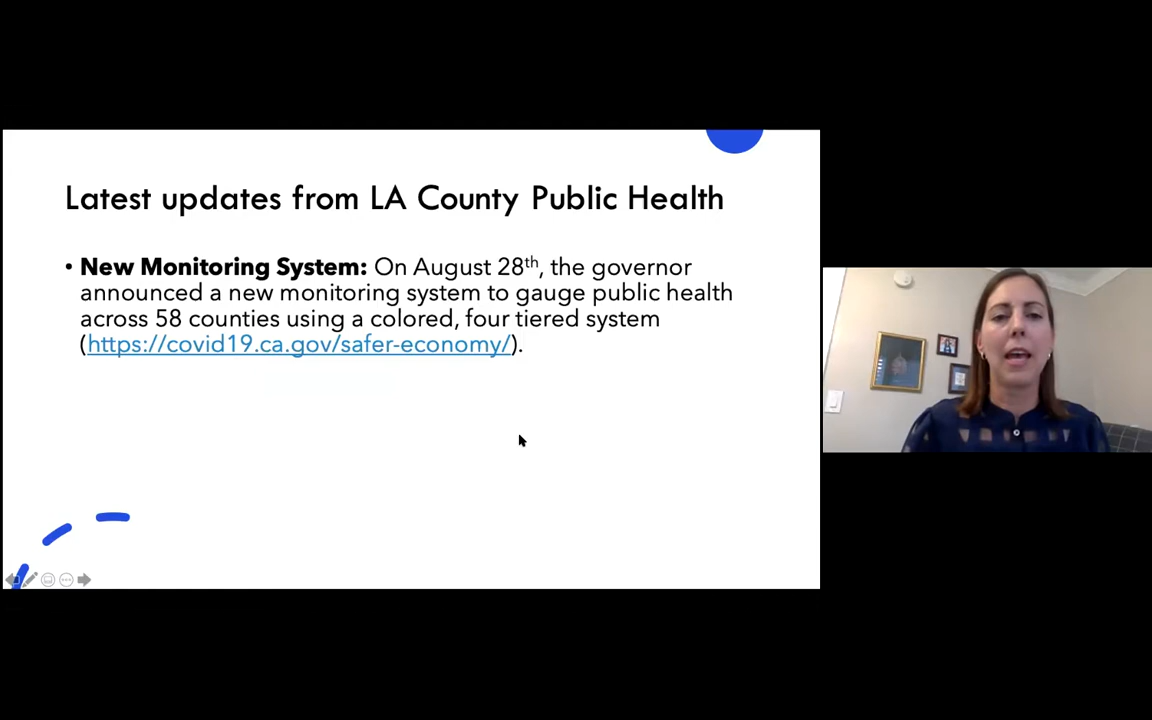 Latest updates from LA County Public Health
• New Monitoring System: On August 28th, the governor
announced a new monitoring system to gauge public health
across 58 counties using a colored, four tiered system
(https://covid19.ca.gov/safer-economy/).